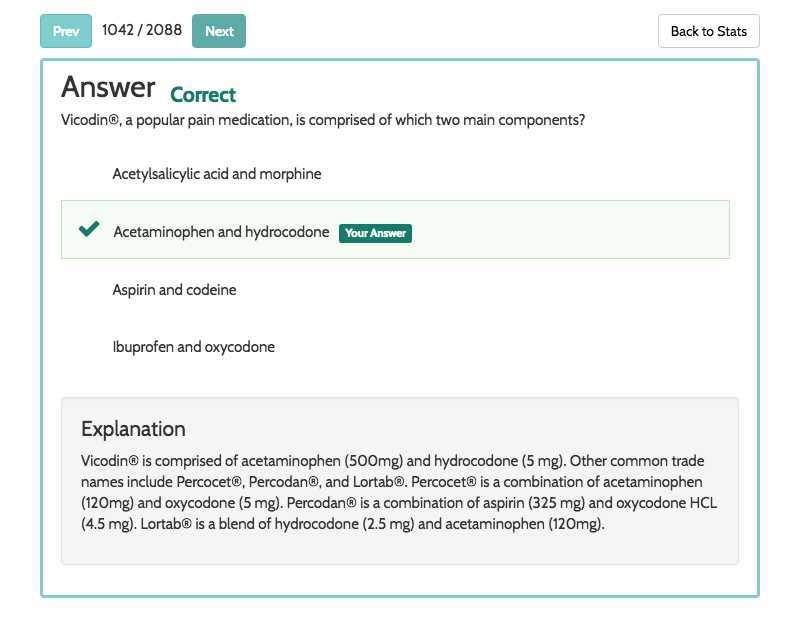 Prev 1042 / 2088 Next Back to Stats
Answer Correct
Vicodin®, a popular pain medication, is comprised of which two main components?
Acetylsalicylic acid and morphine
Acetaminophen and hydrocodone Your Answer
Aspirin and codeine
Ibuprofen and oxycodone
Explanation
Vicodin® is comprised of acetaminophen (500mg) and hydrocodone (5 mg). Other common trade
names include Percocet®, Percodan®, and Lortab®. Percocet® is a combination of acetaminophen
(120mg) and oxycodone (5 mg). Percodan® is a combination of aspirin (325 mg) and oxycodone HCL
(4.5 mg). Lortab® is a blend of hydrocodone (2.5 mg) and acetaminophen (120mg).